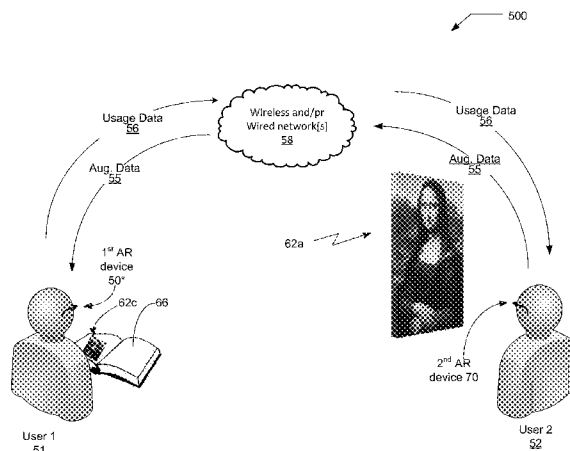 500
Usage Data
56
Aug. Data
55
Wireless and/pr
Wired network[s]
58
Usage Data
56
Aug. Data
55
62a
1st AR
device
50*
62c
66
2nd AR
device 70
User 1
51
User 2
52